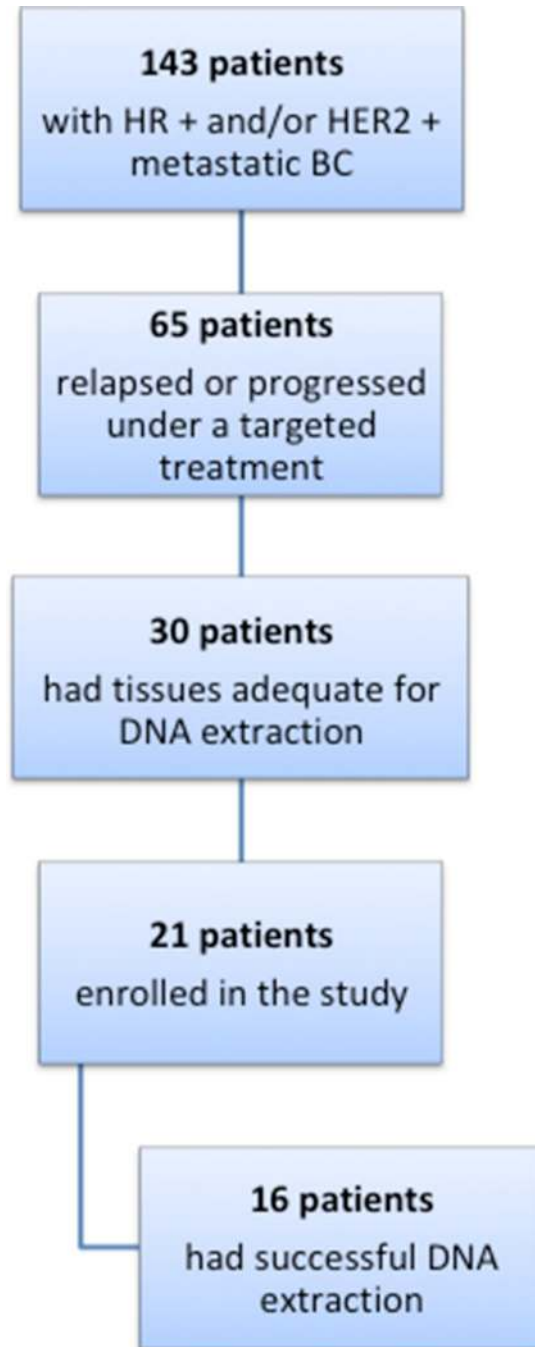 143 patients
with HR + and/or HER2 +
metastatic BC
65 patients
relapsed or progressed
under a targeted
treatment
30 patients
had tissues adequate for
DNA extraction
21 patients
enrolled in the study
16 patients
had successful DNA
extraction